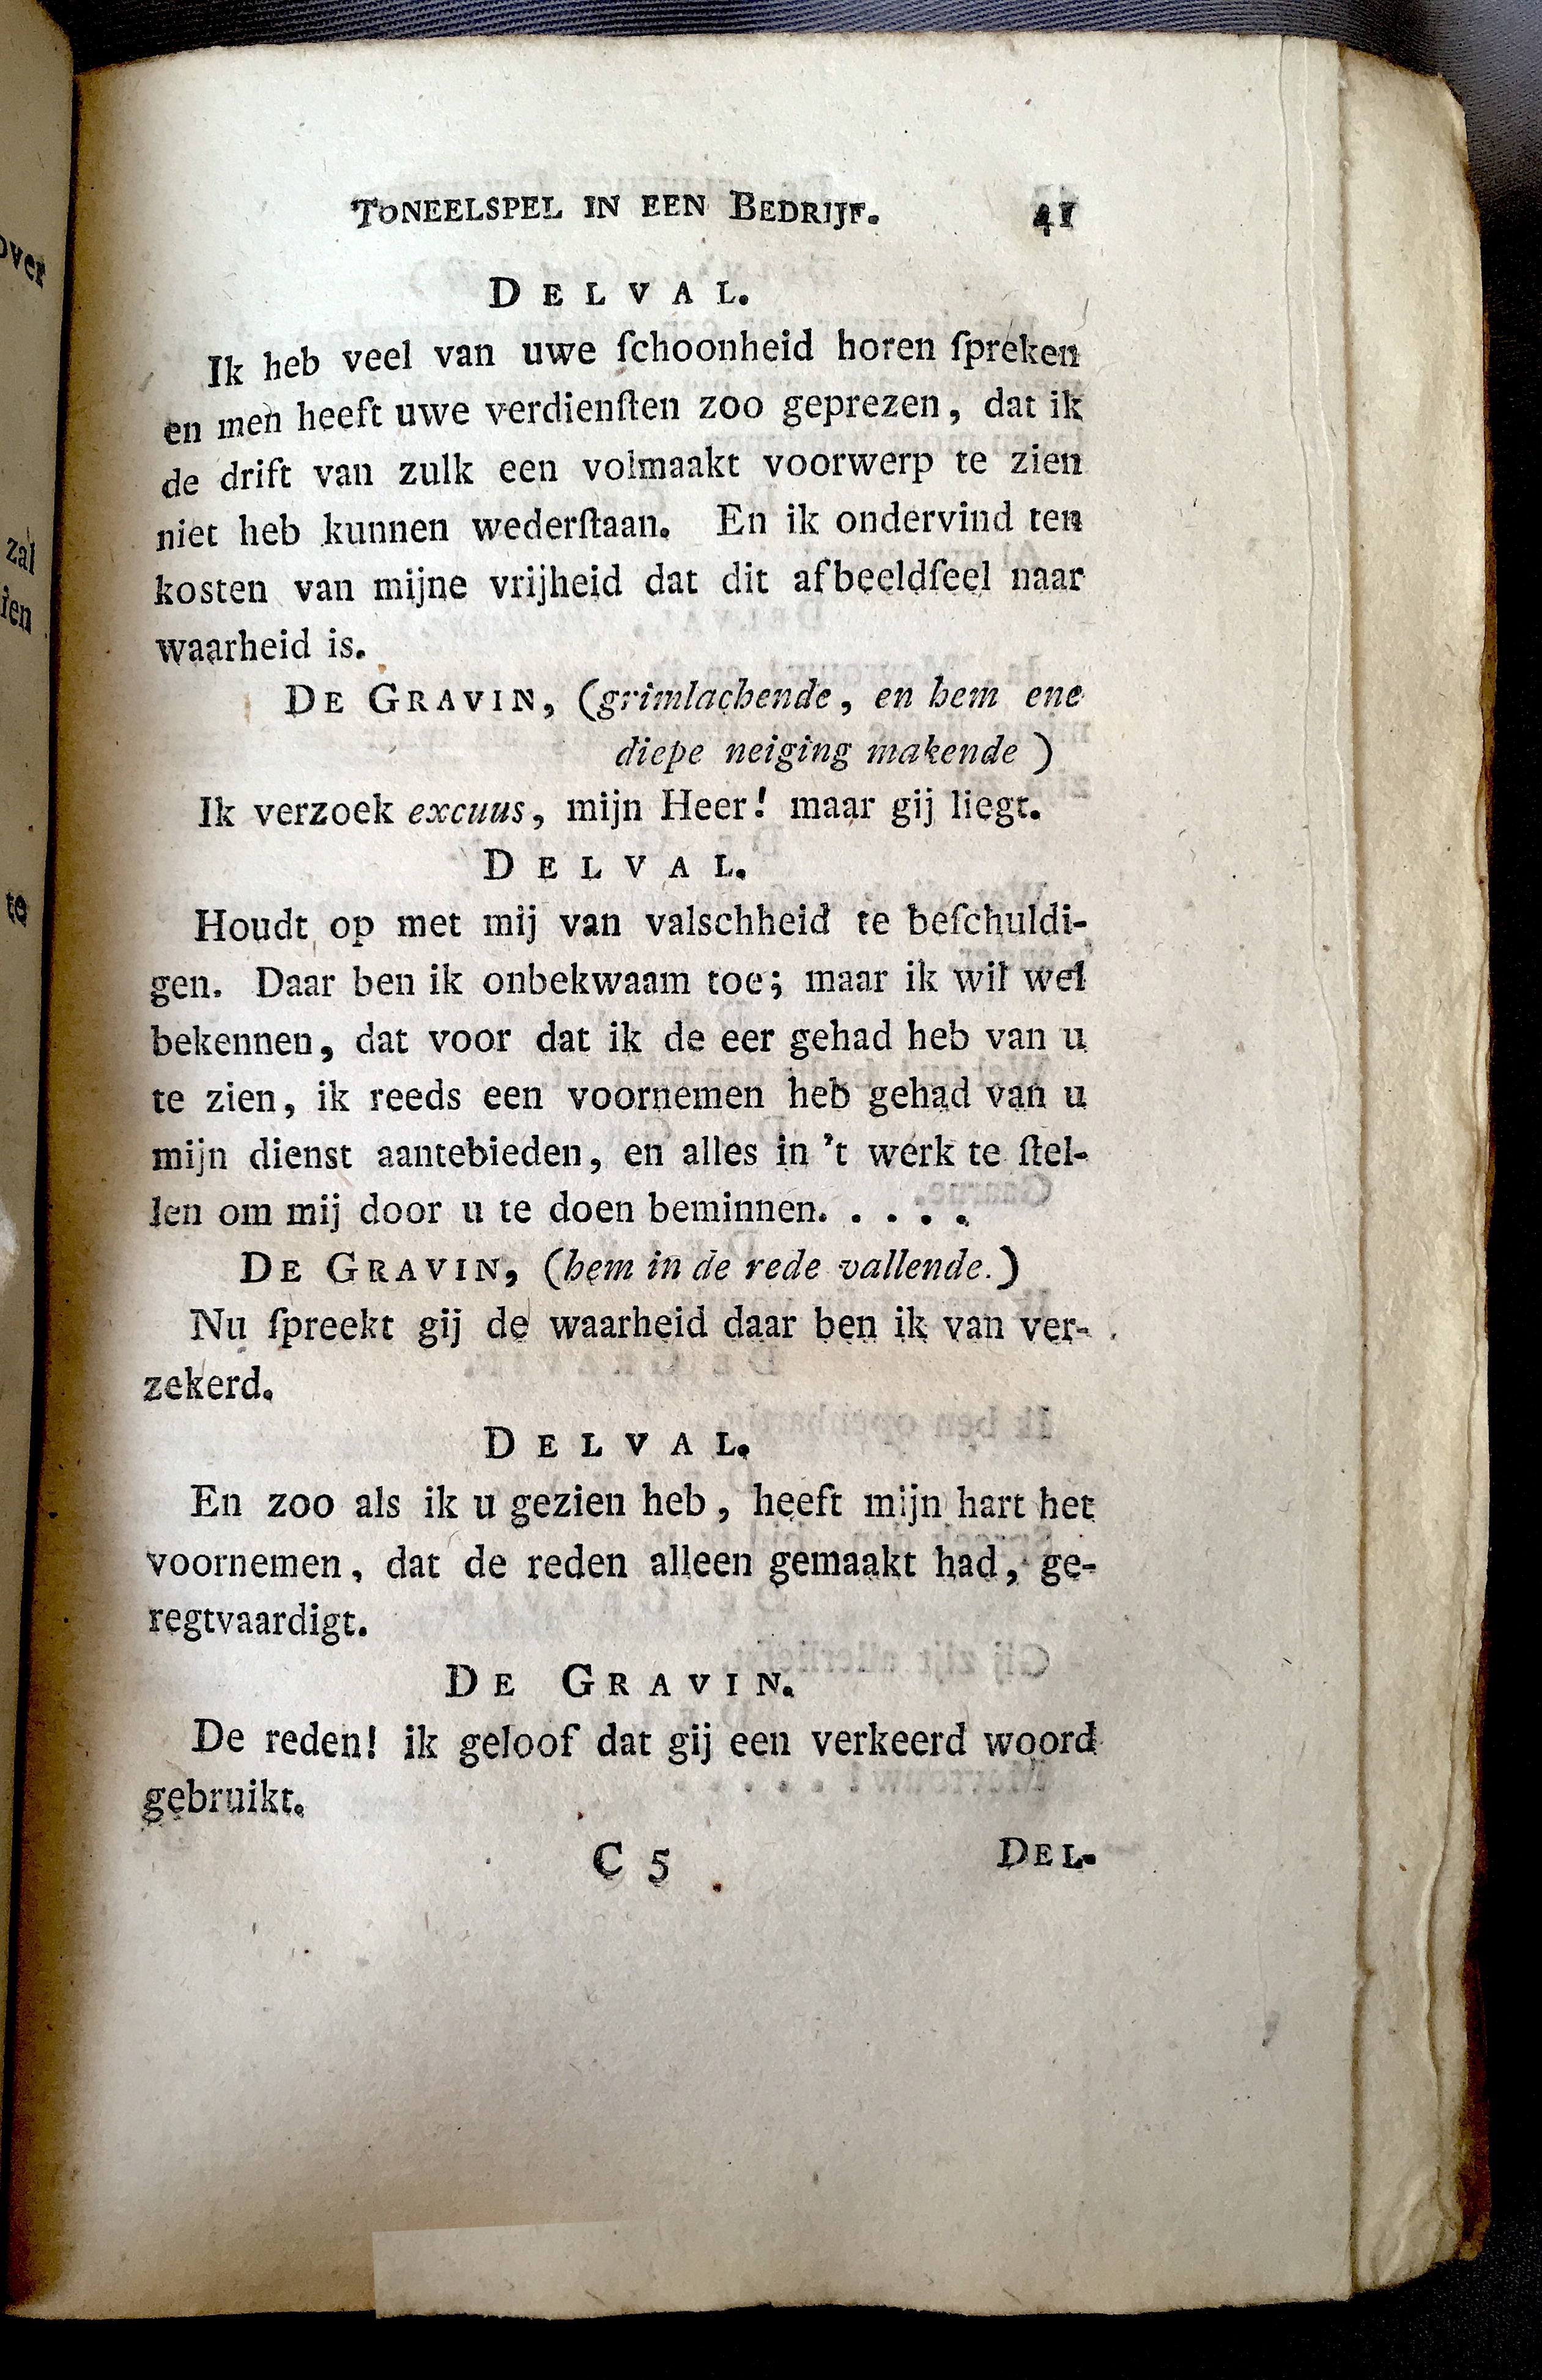 TONEELSPEL IN EEN BEDRIJF. 41
DELVAL.
Ik heb veel van uwe ſchoonheid horen ſpreken
en men heeft uwe verdienſten zoo geprezen, dat ik
de drift van zulk een volmaakt voorwerp te zien
niet heb kunnen wederſtaan. En ik ondervind ten
kosten van mijne vrijheid dat dit afbeeldſeel naar
waarheid is.
DE GRAVIN, (grimlachende, en hem ene
diepe neiging makende)
Ik verzoek excuus, mijn Heer! maar gij liegt.
DELVAL.
Houdt op met mij van valschheid te beſchuldi-
gen. Daar ben ik onbekwaam toe; maar ik wil wel
bekennen, dat voor dat ik de eer gehad heb van u
te zien, ik reeds een voornemen heb gehad van u
mijn dienst aantebieden, en alles in 't werk te ſtel-
len om mij door u te doen beminnen. . . . .
DE GRAVIN, (hem in de rede vallende.)
Nu ſpreekt gij de waarheid daar ben ik van ver-
zekerd.
DELVAL.
En zoo als ik u gezien heb, heeft mijn hart het
voornemen, dat de reden alleen gemaakt had, ge-
regtvaardigt.
DE GRAVIN.
De reden! ik geloof dat gij een verkeerd woord
gebruikt.
C 5 DEL-
over
zal
ien
te